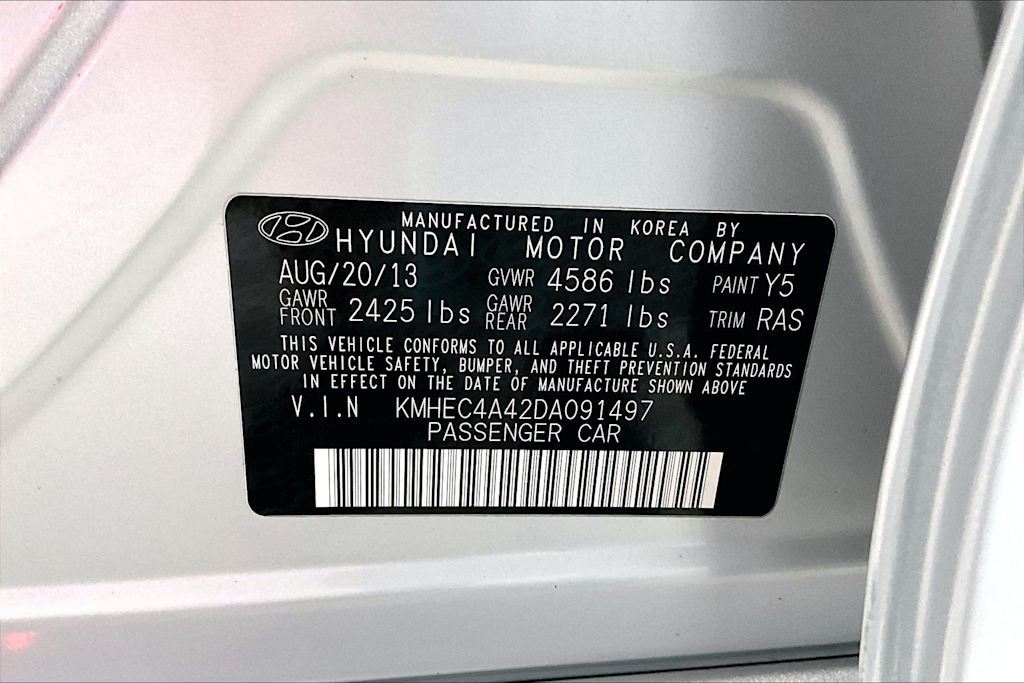 MANUFACTURED IN KOREA BY
HYUNDAI MOTOR COMPANY
AUG/20/13 GVWR 4586 lbs PAINT Y5
GAWR FRONT 2425 lbs GAWR REAR 2271 lbs TRIM RAS
THIS VEHICLE CONFORMS TO ALL APPLICABLE U.S.A. FEDERAL
MOTOR VEHICLE SAFETY, BUMPER, AND THEFT PREVENTION STANDARDS
IN EFFECT ON THE DATE OF MANUFACTURE SHOWN ABOVE
V.I.N KMHEC4A42DA091497
PASSENGER CAR